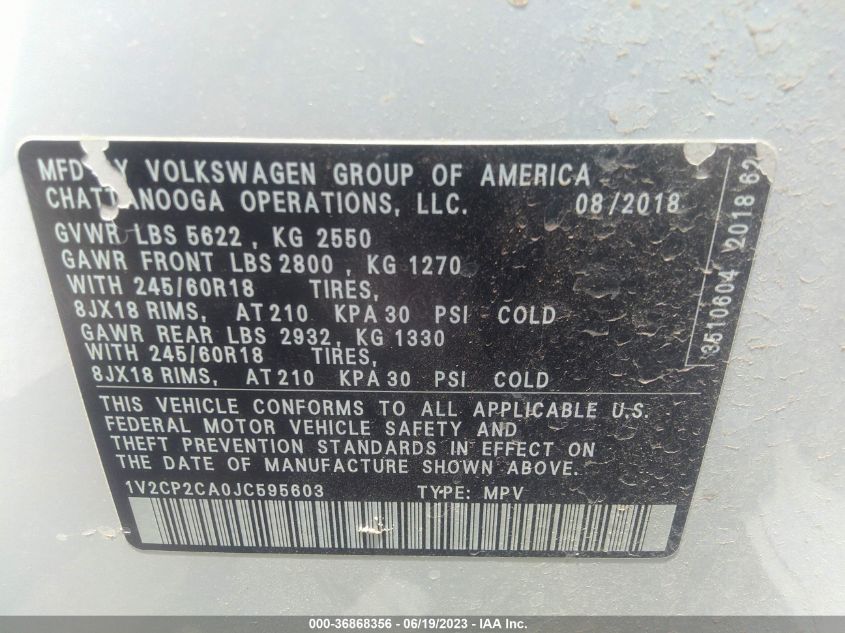 MFD BY VOLKSWAGEN GROUP OF AMERICA
CHATTANOOGA OPERATIONS, LLC. 08/2018
GVWR LBS 5622 , KG 2550
GAWR FRONT LBS 2800 , KG 1270
WITH 245/60R18 TIRES,
8JX18 RIMS, AT 210 KPA 30 PSI COLD
GAWR REAR LBS 2932, KG 1330
WITH 245/60R18 TIRES,
8JX18 RIMS, AT 210 KPA 30 PSI COLD
THIS VEHICLE CONFORMS TO ALL APPLICABLE U.S.
FEDERAL MOTOR VEHICLE SAFETY AND
THEFT PREVENTION STANDARDS IN EFFECT ON
THE DATE OF MANUFACTURE SHOWN ABOVE.
1V2CP2CA0JC595603 TYPE: MPV
3510604 2018 62
000-36868356 - 06/19/2023 - IAA Inc.